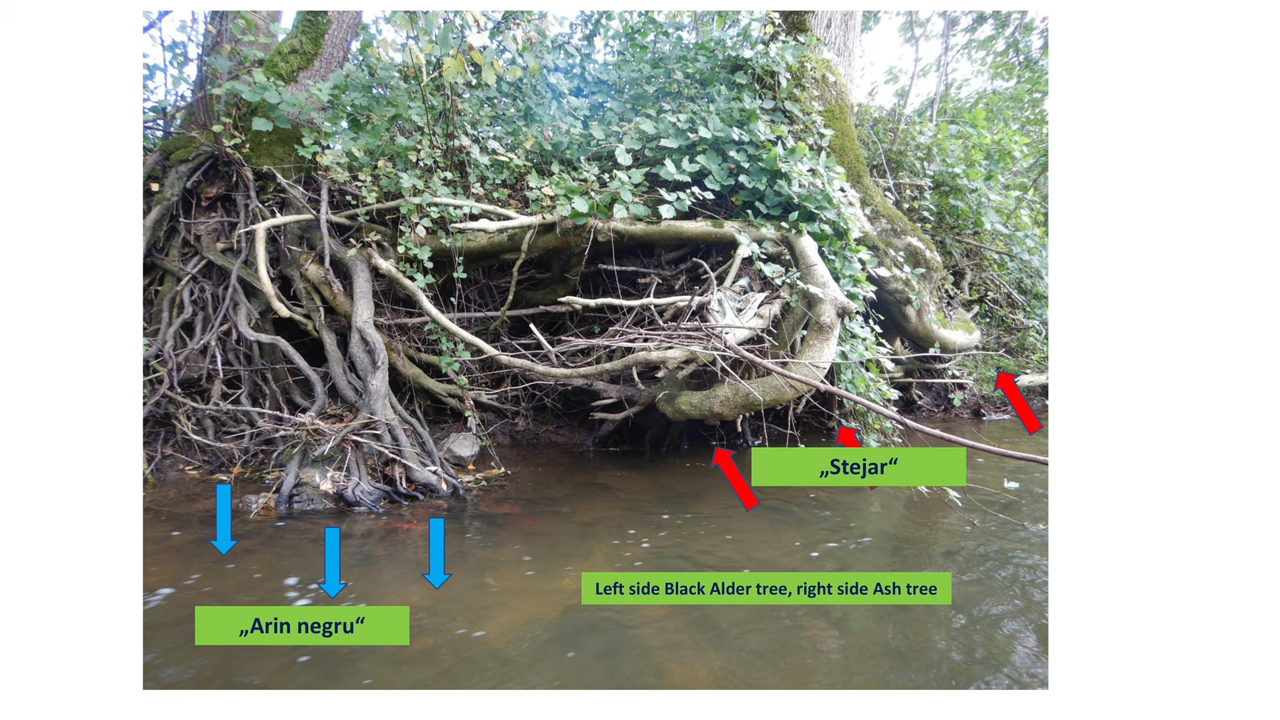 „Stejar“
Left side Black Alder tree, right side Ash tree
„Arin negru“